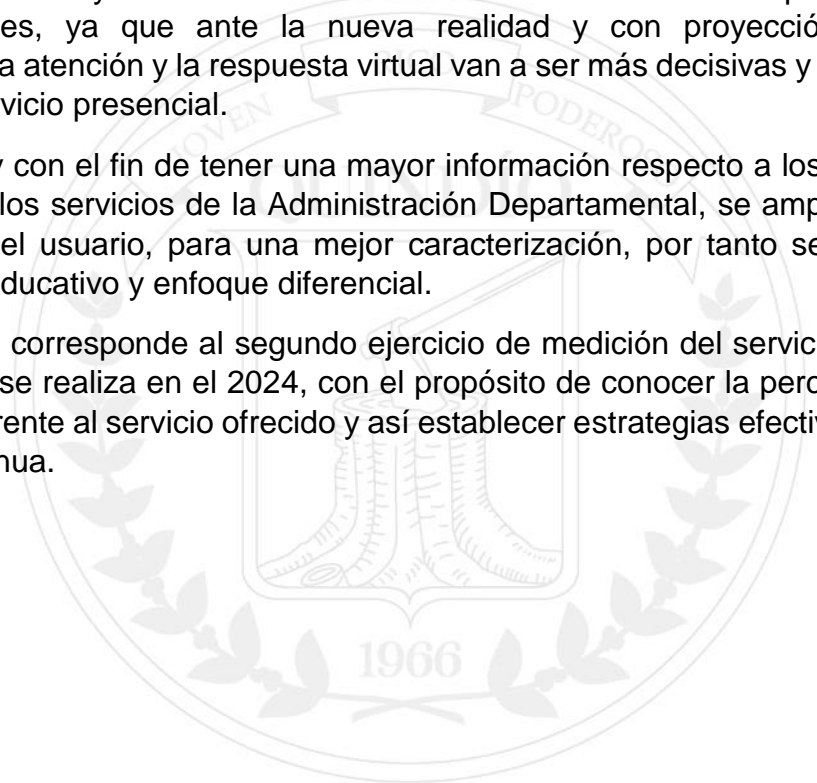 es, ya que ante la nueva realidad y con proyecció
a atención y la respuesta virtual van a ser más decisivas y
vicio presencial.
y con el fin de tener una mayor información respecto a los
los servicios de la Administración Departamental, se amp
el usuario, para una mejor caracterización, por tanto se
ducativo y enfoque diferencial.
corresponde al segundo ejercicio de medición del servic
se realiza en el 2024, con el propósito de conocer la perc
rente al servicio ofrecido y así establecer estrategias efectiv
nua.
JOVEN RICO PODEROSO
QUINDÍO
1966